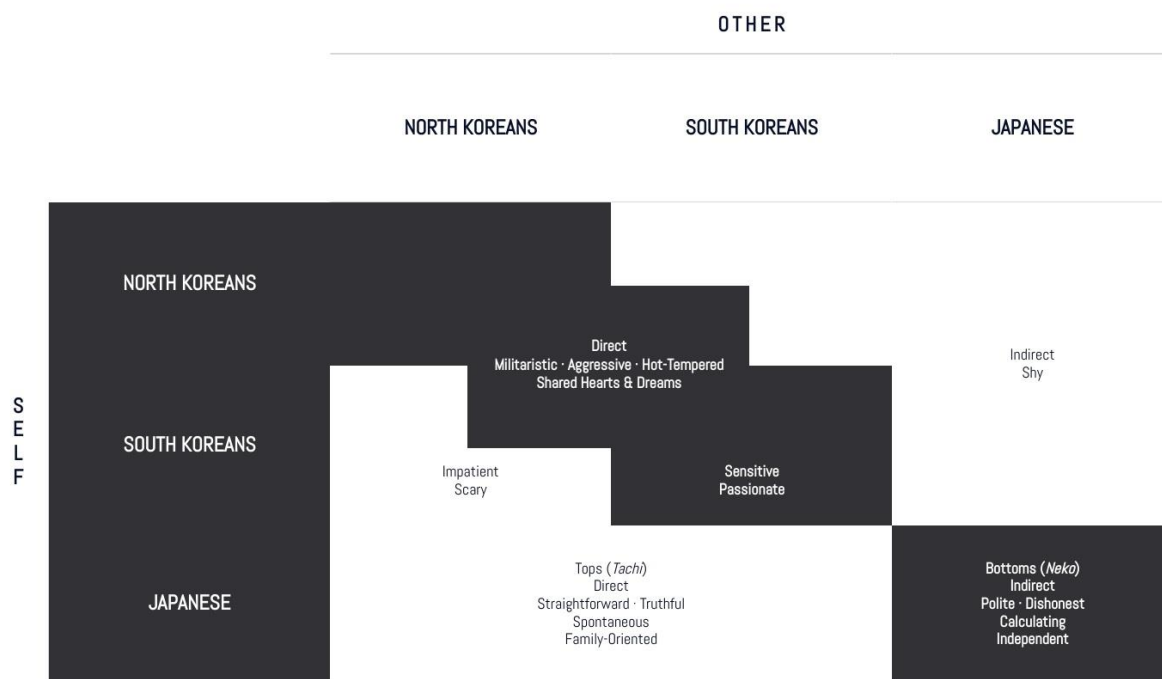 OTHER
NORTH KOREANS
SOUTH KOREANS
JAPANESE
SELF
NORTH KOREANS
Direct
Militaristic · Aggressive · Hot-Tempered
Shared Hearts & Dreams
Indirect
Shy
SOUTH KOREANS
Impatient
Scary
Sensitive
Passionate
JAPANESE
Tops (Tachi)
Direct
Straightforward · Truthful
Spontaneous
Family-Oriented
Bottoms (Neko)
Indirect
Polite · Dishonest
Calculating
Independent